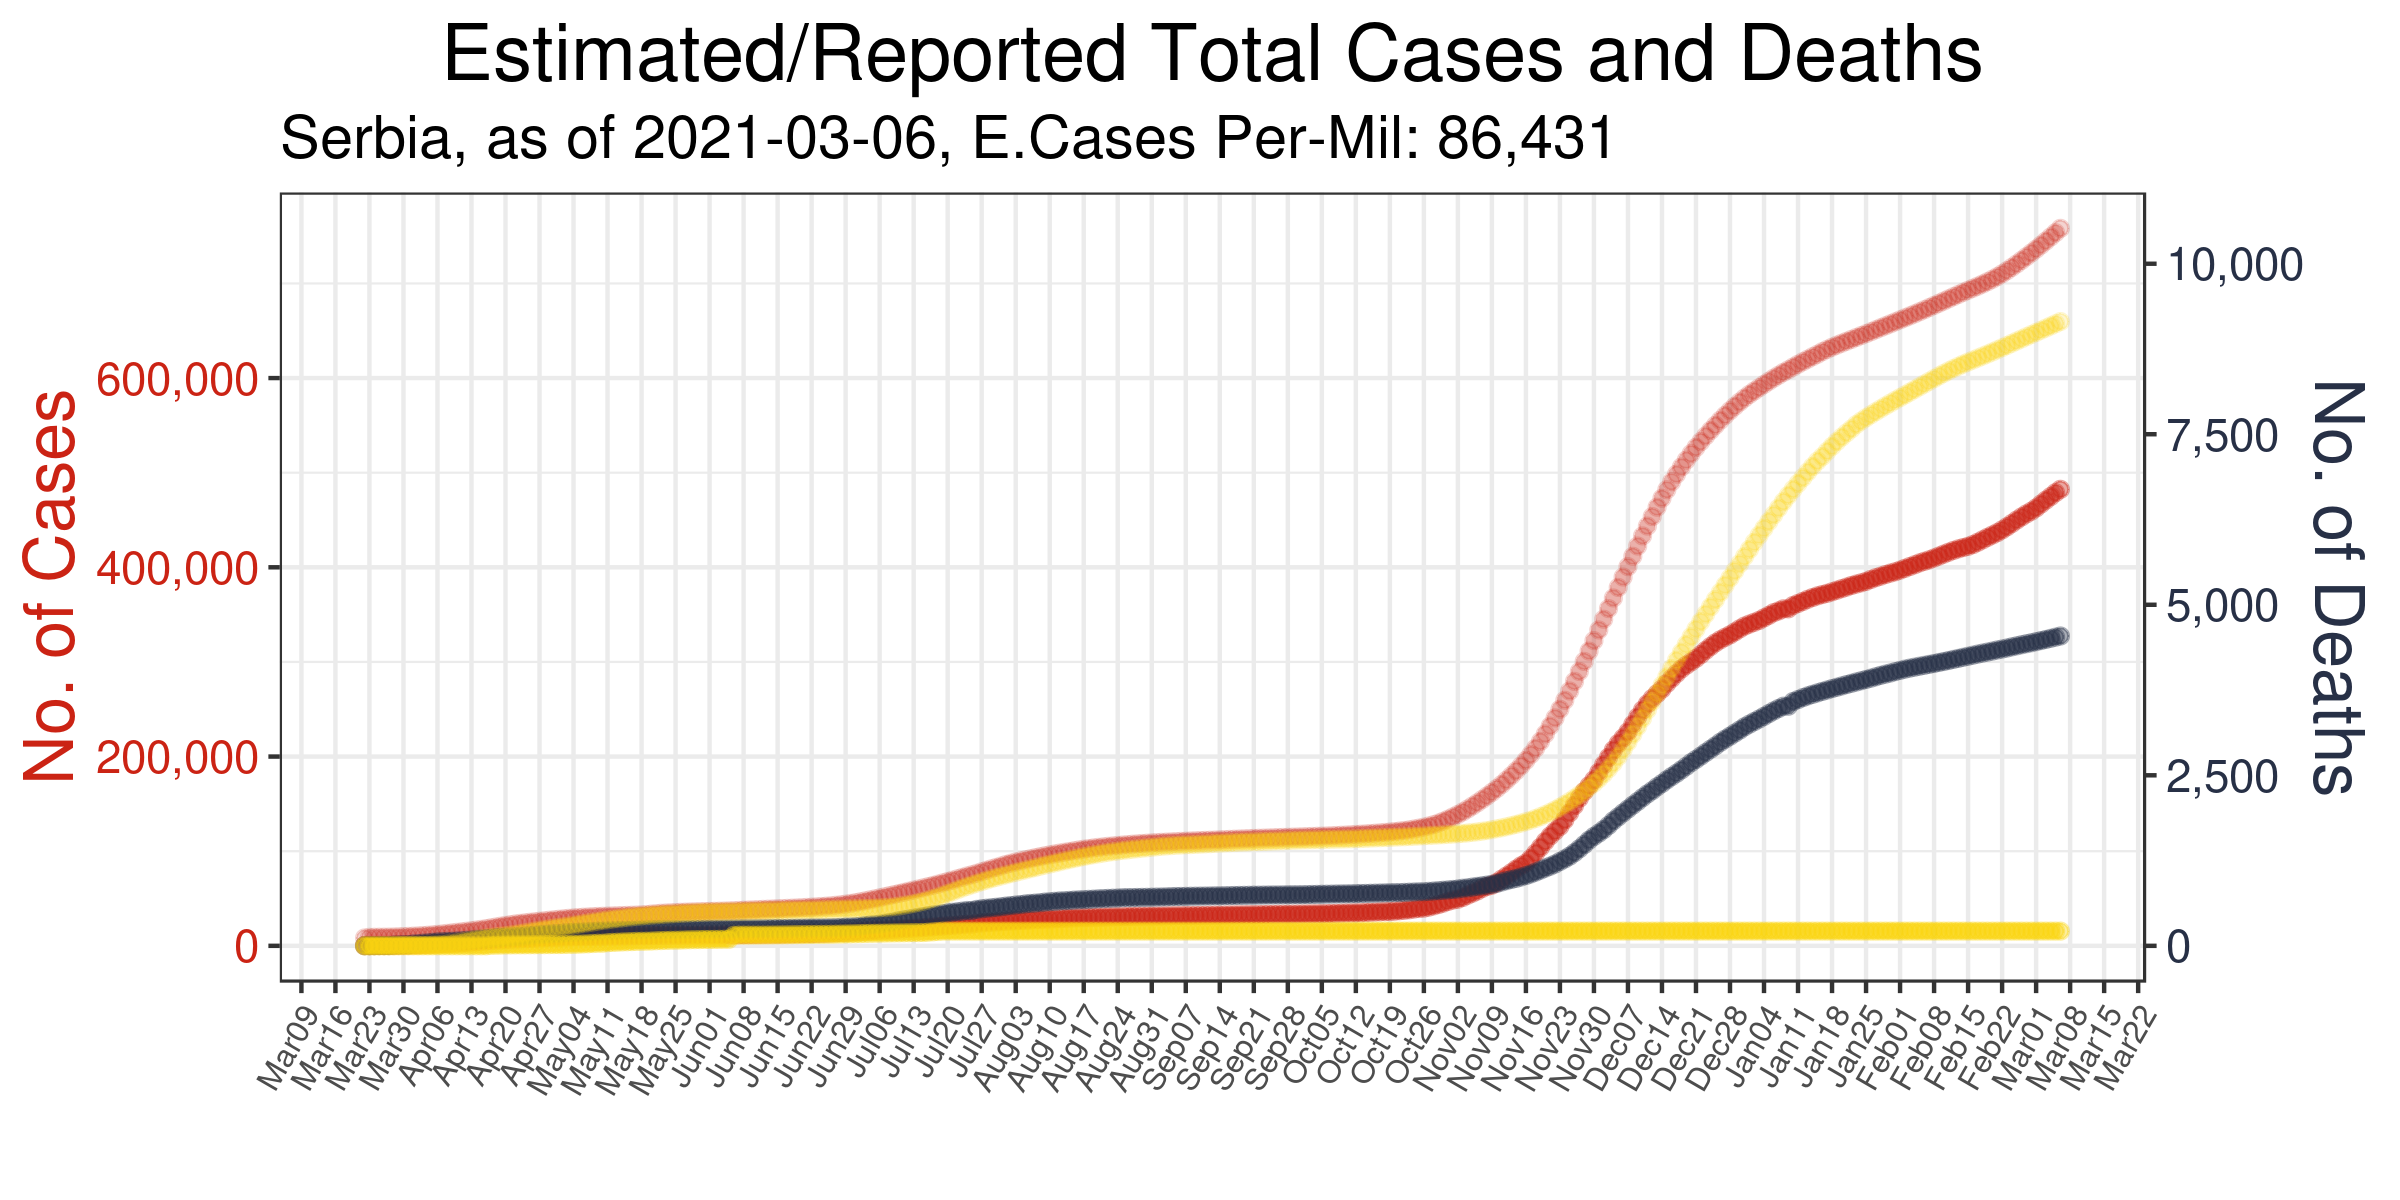 Estimated/Reported Total Cases and Deaths
Serbia, as of 2021-03-06, E.Cases Per-Mil: 86,431
No. of Cases
600,000
400,000
200,000
0
10,000
7,500
5,000
2,500
0
No. of Deaths
Mar09 Mar16 Mar23 Mar30 Apr06 Apr13 Apr20 Apr27 May04 May11 May18 May25 Jun01 Jun08 Jun15 Jun22 Jun29 Jul06 Jul13 Jul20 Jul27 Aug03 Aug10 Aug17 Aug24 Aug31 Sep07 Sep14 Sep21 Sep28 Oct05 Oct12 Oct19 Oct26 Nov02 Nov09 Nov16 Nov23 Nov30 Dec07 Dec14 Dec21 Dec28 Jan04 Jan11 Jan18 Jan25 Feb01 Feb08 Feb15 Feb22 Mar01 Mar08 Mar15 Mar22